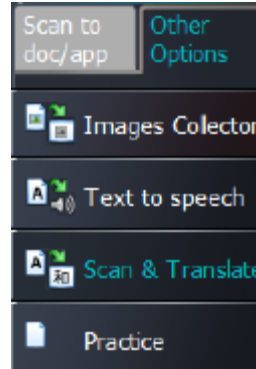 Scan to
doc/app
Other
Options
Images Colector
Text to speech
Scan & Translate
Practice